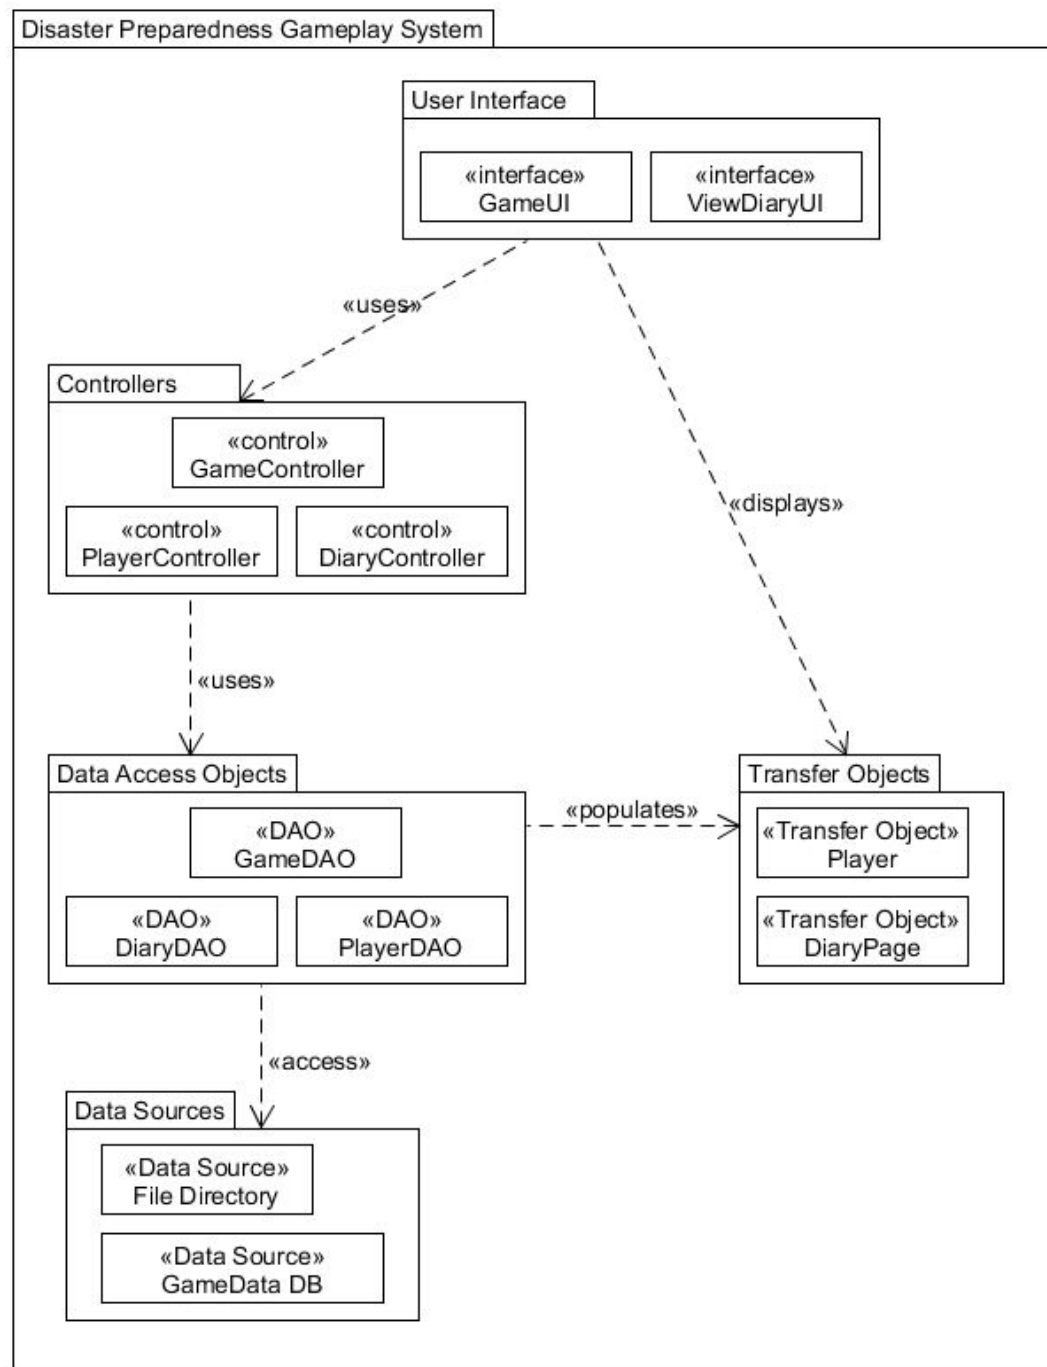 Disaster Preparedness Gameplay System
User Interface
«interface»
GameUI
«interface»
ViewDiaryUI
«uses»
Controllers
«control»
GameController
«control»
PlayerController
«control»
DiaryController
«displays»
«uses»
Data Access Objects
«DAO»
GameDAO
«DAO»
DiaryDAO
«DAO»
PlayerDAO
«populates»
Transfer Objects
«Transfer Object»
Player
«Transfer Object»
DiaryPage
«access»
Data Sources
«Data Source»
File Directory
«Data Source»
GameData DB